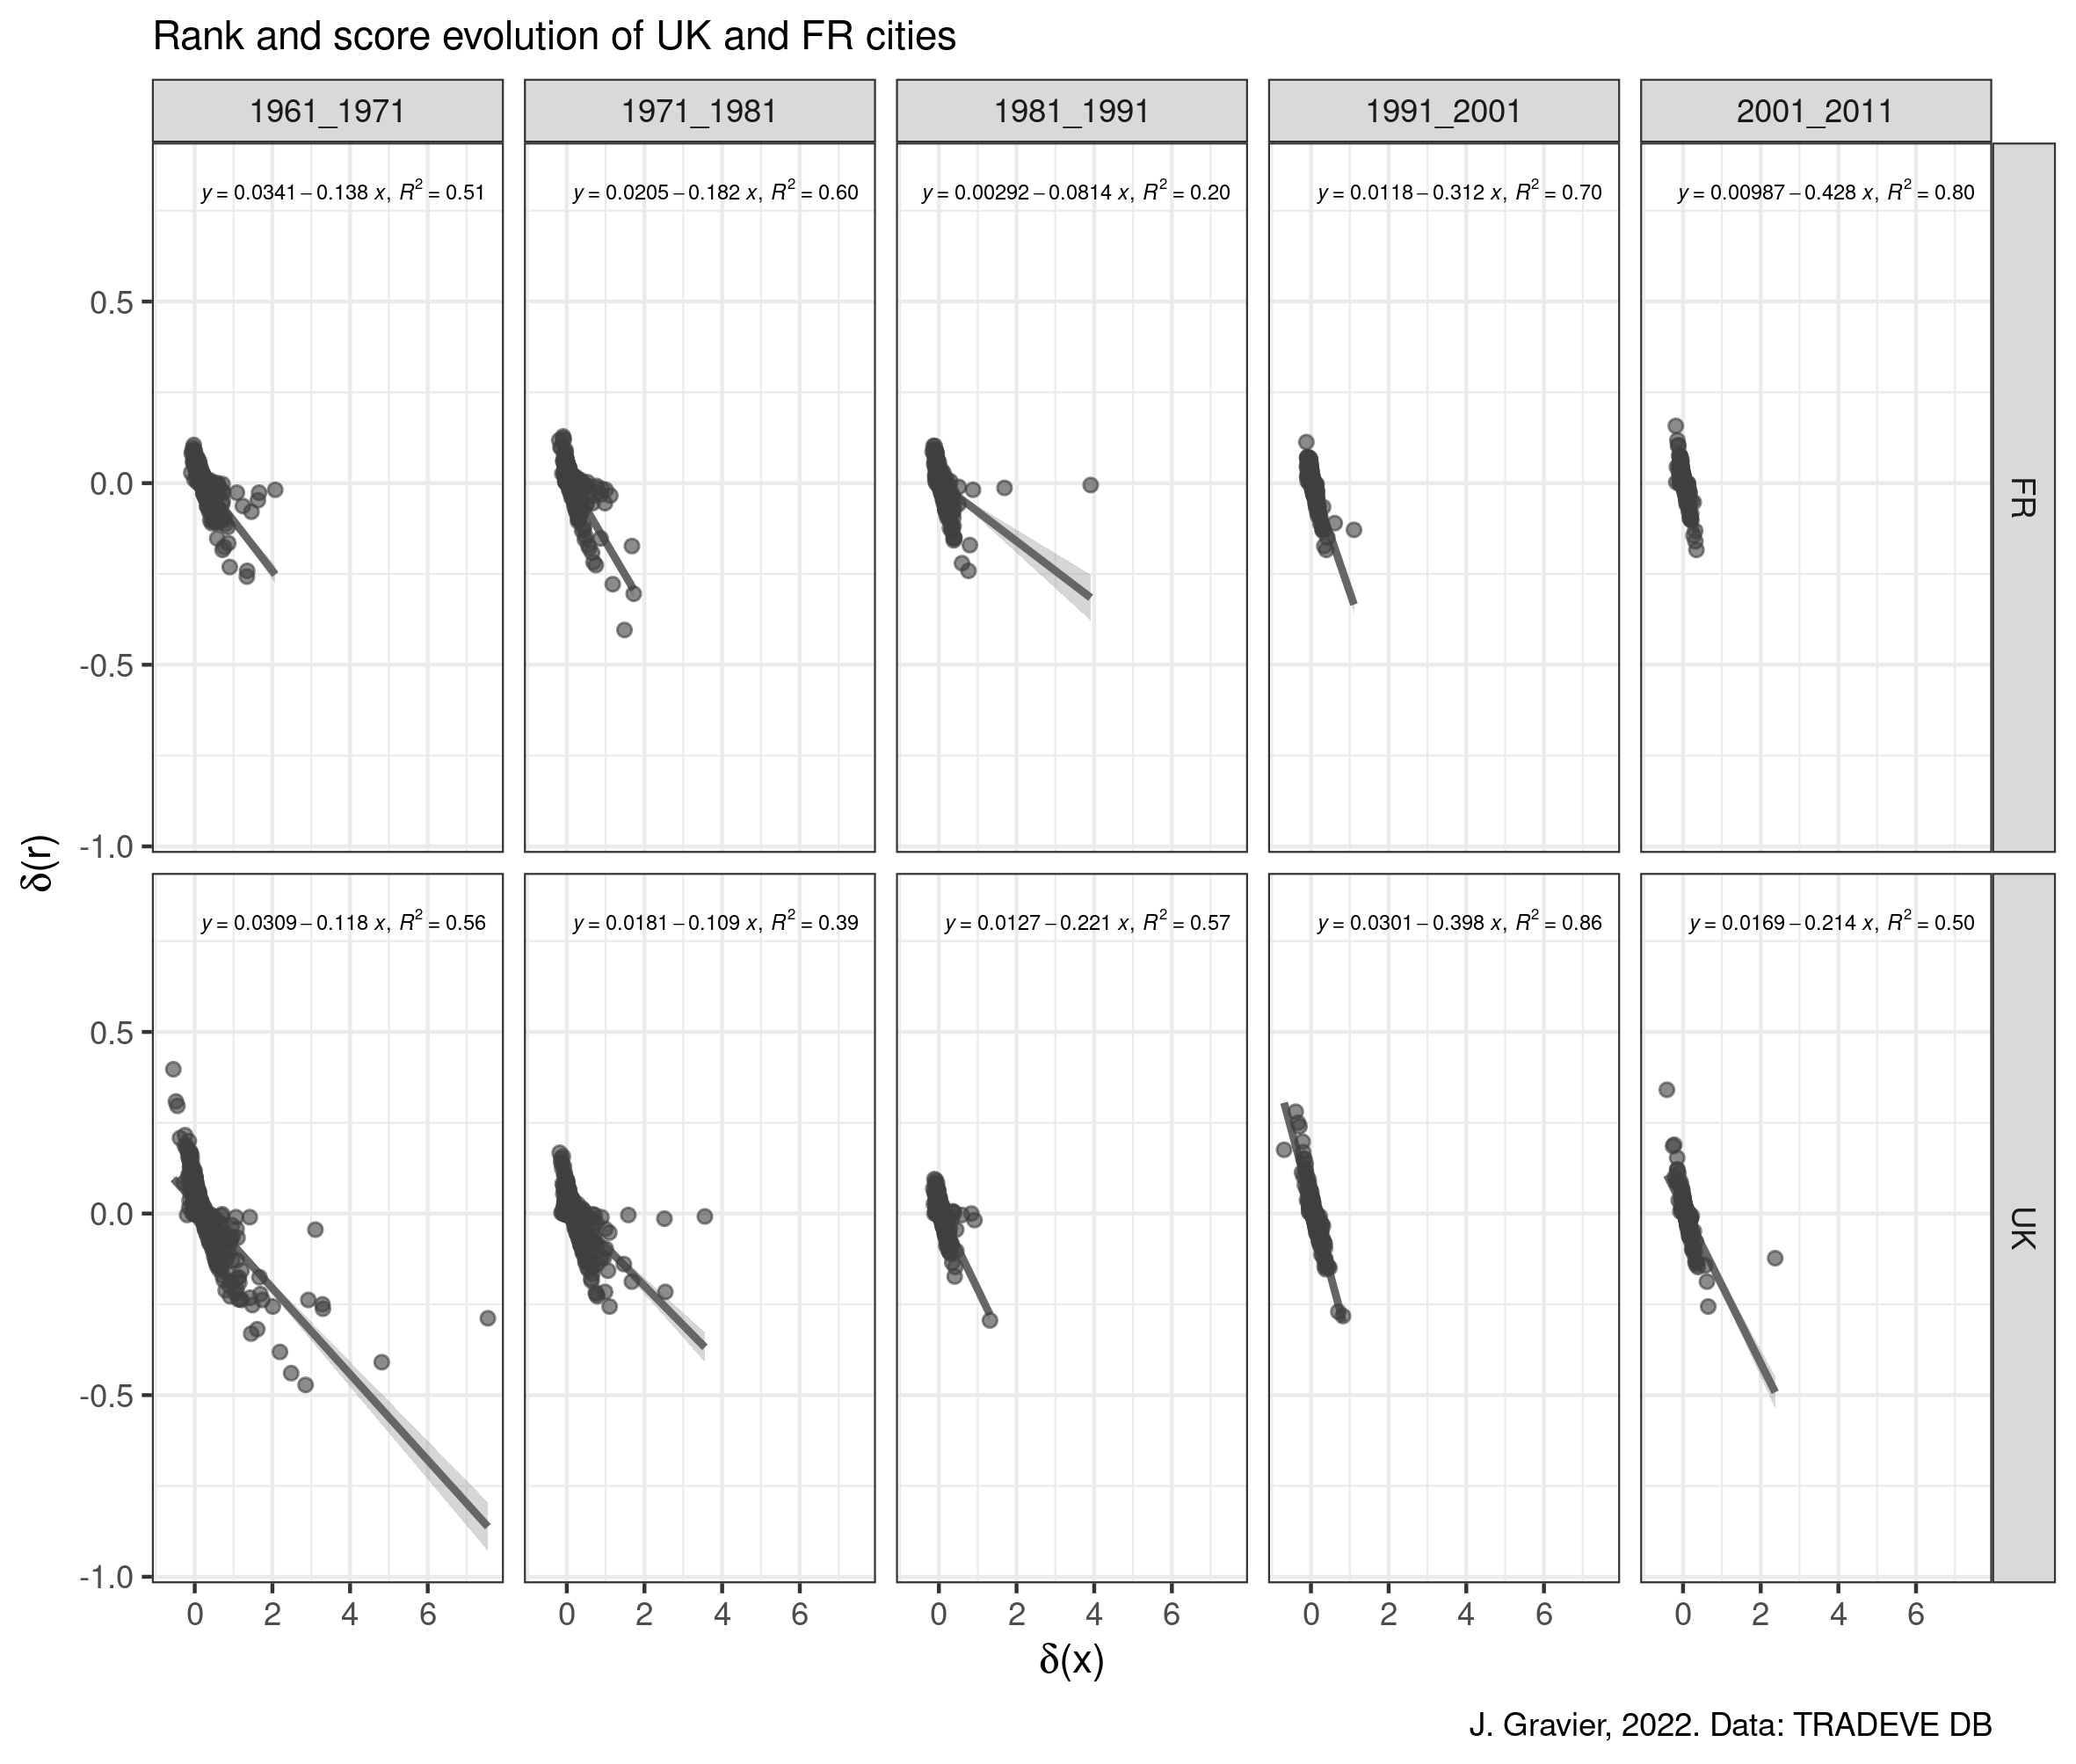 Rank and score evolution of UK and FR cities
1961_1971 1971_1981 1981_1991 1991_2001 2001_2011
y = 0.0341 − 0.138 x, R² = 0.51 y = 0.0205 − 0.182 x, R² = 0.60 y = 0.00292 − 0.0814 x, R² = 0.20 y = 0.0118 − 0.312 x, R² = 0.70 y = 0.00987 − 0.428 x, R² = 0.80
0.5
0.0
-0.5
-1.0
FR
δ(r)
y = 0.0309 − 0.118 x, R² = 0.56 y = 0.0181 − 0.109 x, R² = 0.39 y = 0.0127 − 0.221 x, R² = 0.57 y = 0.0301 − 0.398 x, R² = 0.86 y = 0.0169 − 0.214 x, R² = 0.50
0.5
0.0
-0.5
-1.0
UK
0 2 4 6 0 2 4 6 0 2 4 6 0 2 4 6 0 2 4 6
δ(x)
J. Gravier, 2022. Data: TRADEVE DB